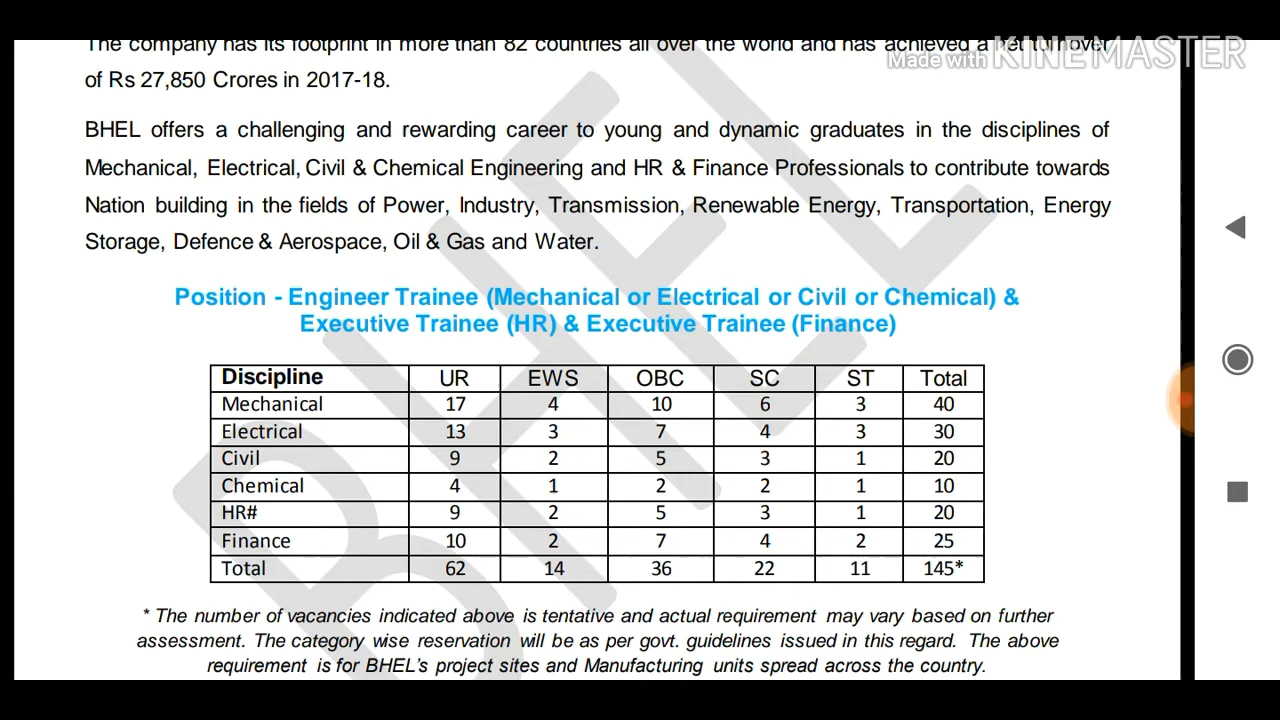 The company has its footprint in more than 82 countries all over the world and has achieved a net turnover
Made with KINEMASTER
of Rs 27,850 Crores in 2017-18.
BHEL offers a challenging and rewarding career to young and dynamic graduates in the disciplines of
Mechanical, Electrical, Civil & Chemical Engineering and HR & Finance Professionals to contribute towards
Nation building in the fields of Power, Industry, Transmission, Renewable Energy, Transportation, Energy
Storage, Defence & Aerospace, Oil & Gas and Water.
Position - Engineer Trainee (Mechanical or Electrical or Civil or Chemical) &
Executive Trainee (HR) & Executive Trainee (Finance)
Discipline UR EWS OBC SC ST Total
Mechanical 17 4 10 6 3 40
Electrical 13 3 7 4 3 30
Civil 9 2 5 3 1 20
Chemical 4 1 2 2 1 10
HR# 9 2 5 3 1 20
Finance 10 2 7 4 2 25
Total 62 14 36 22 11 145*
* The number of vacancies indicated above is tentative and actual requirement may vary based on further
assessment. The category wise reservation will be as per govt. guidelines issued in this regard. The above
requirement is for BHEL's project sites and Manufacturing units spread across the country.
BHEL